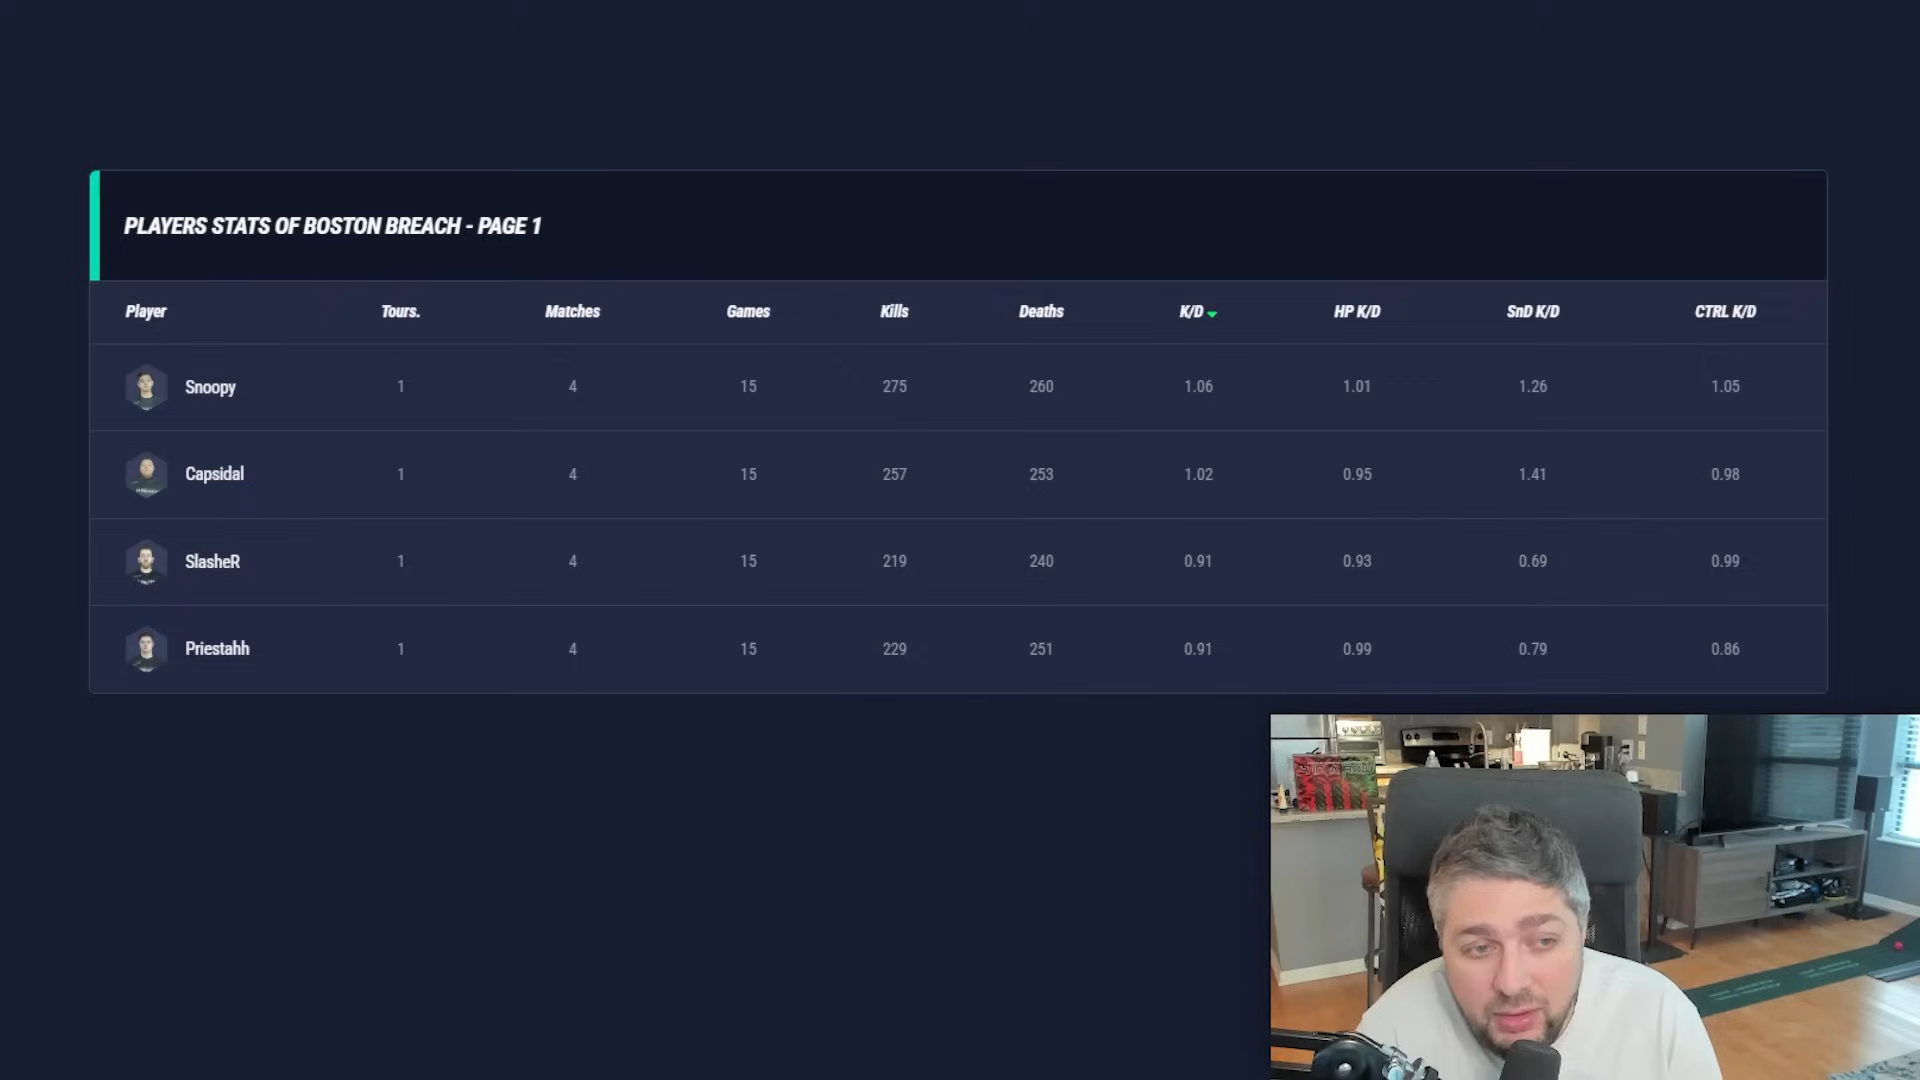 PLAYERS STATS OF BOSTON BREACH - PAGE 1
Player Tours. Matches Games Kills Deaths K/D HP K/D SnD K/D CTRL K/D
Snoopy 1 4 15 275 260 1.06 1.01 1.26 1.05
Capsidal 1 4 15 257 253 1.02 0.95 1.41 0.98
SlasheR 1 4 15 219 240 0.91 0.93 0.69 0.99
Priestahh 1 4 15 229 251 0.91 0.99 0.79 0.86